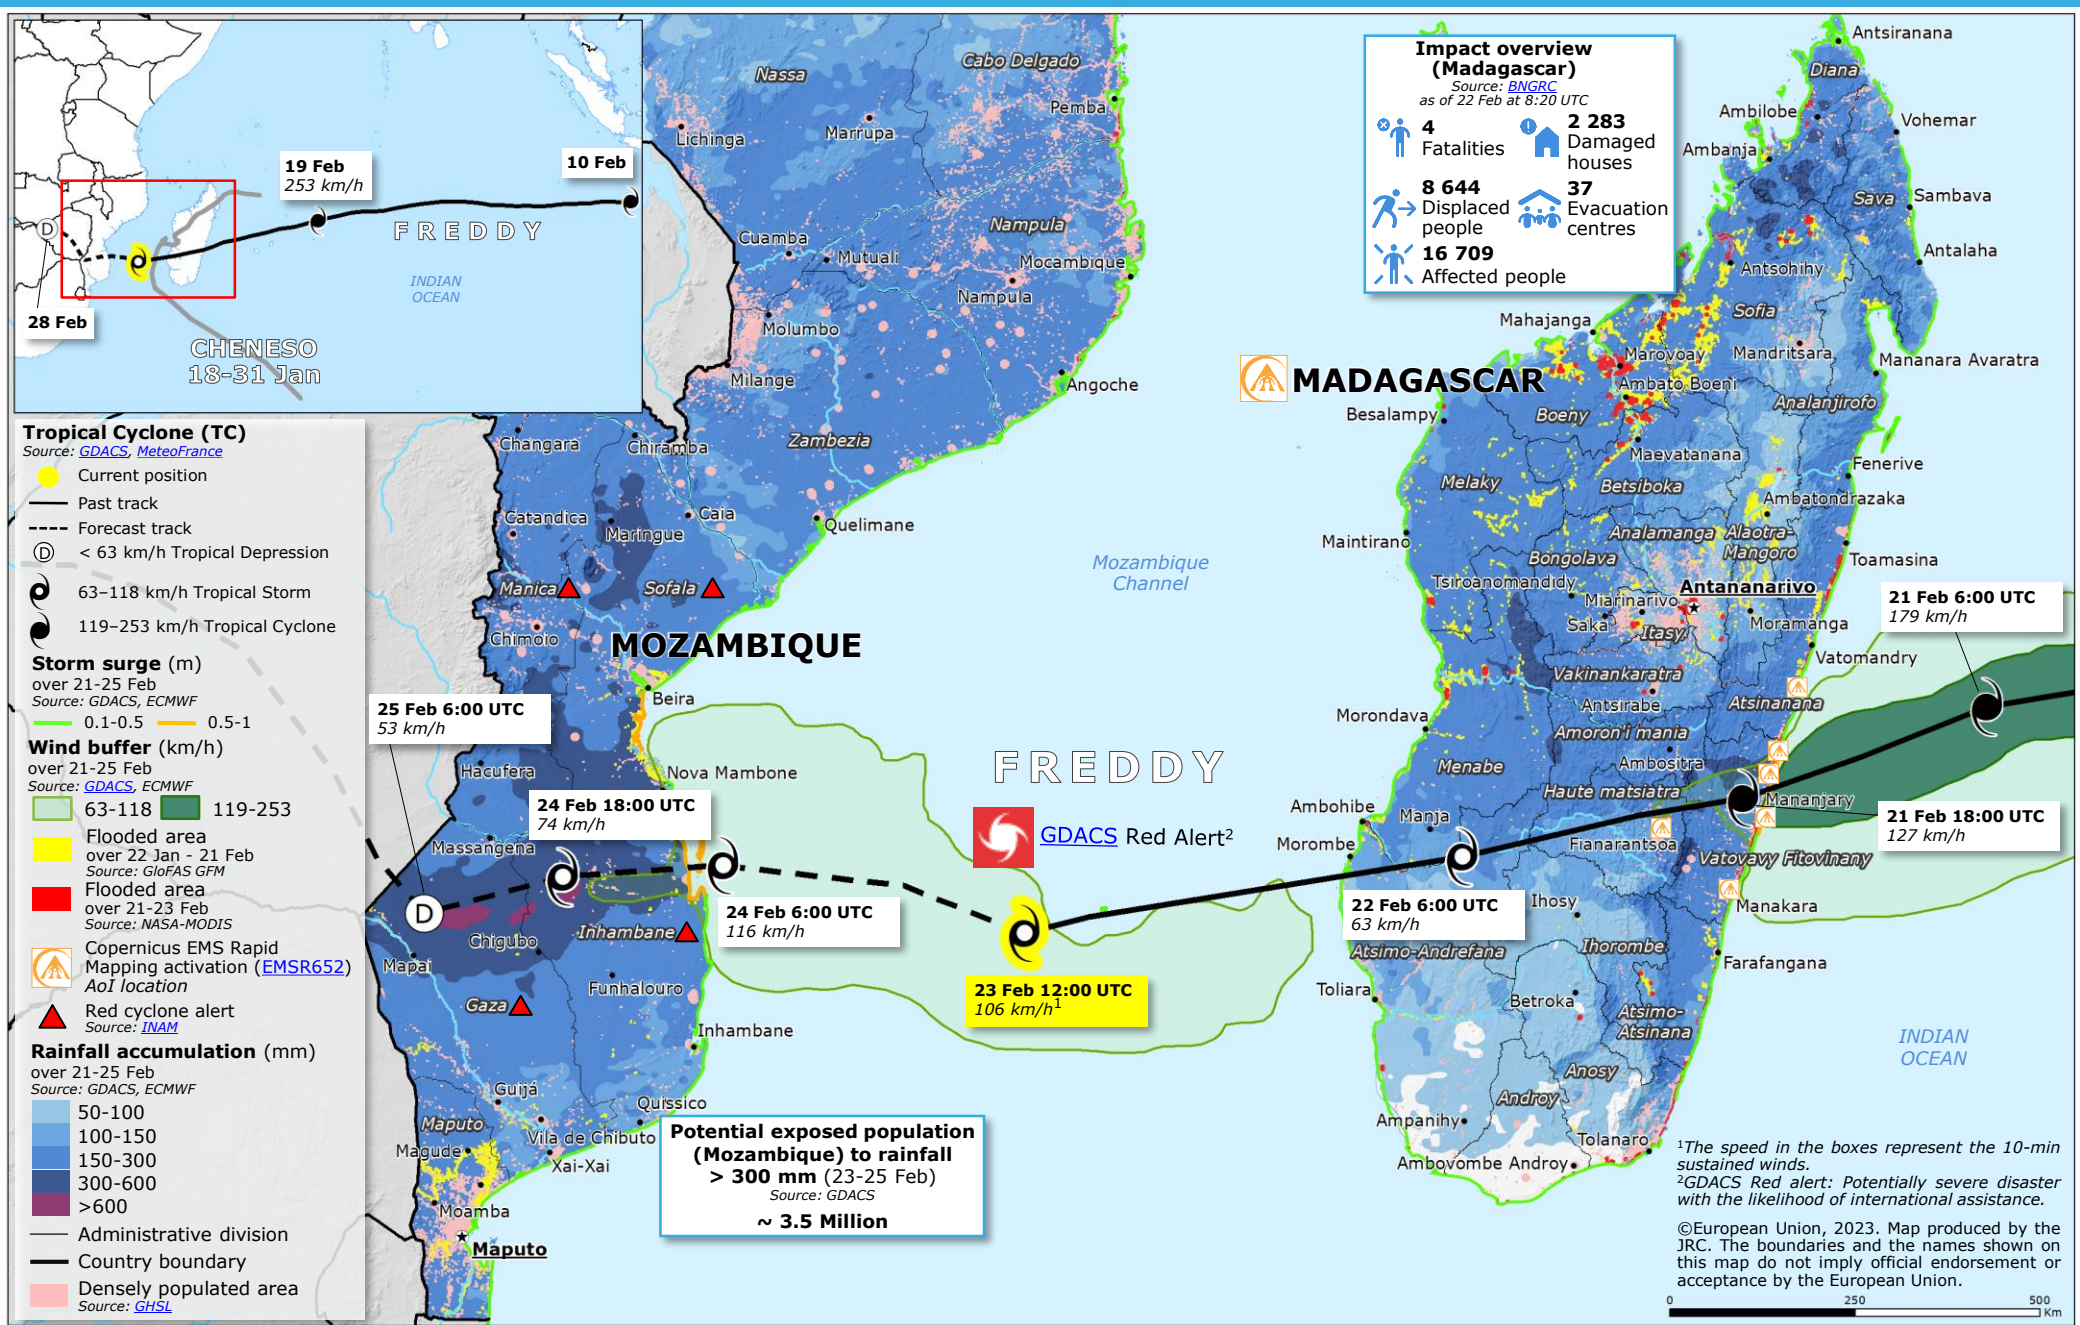 19 Feb
253 km/h
10 Feb
FREDDY
INDIAN
OCEAN
28 Feb
CHENESO
18-31 Jan
Tropical Cyclone (TC)
Source: GDACS, MeteoFrance
Current position
Past track
Forecast track
D
< 63 km/h Tropical Depression
63–118 km/h Tropical Storm
119–253 km/h Tropical Cyclone
Storm surge (m)
over 21-25 Feb
Source: GDACS, ECMWF
0.1-0.5
0.5-1
Wind buffer (km/h)
over 21-25 Feb
Source: GDACS, ECMWF
63-118
119-253
Flooded area
over 22 Jan - 21 Feb
Source: GloFAS GFM
Flooded area
over 21-23 Feb
Source: NASA-MODIS
Copernicus EMS Rapid
Mapping activation (EMSR652)
AoI location
Red cyclone alert
Source: INAM
Rainfall accumulation (mm)
over 21-25 Feb
Source: GDACS, ECMWF
50-100
100-150
150-300
300-600
>600
Administrative division
Country boundary
Densely populated area
Source: GHSL
Nassa
Cabo Delgado
Pemba
Lichinga
Marrupa
Nampula
Cuamba
Mutuali
Mocambique
Nampula
Molumbo
Milange
Angoche
Zambezia
Changara
Chiramba
Catandica
Maringue
Caia
Quelimane
Manica
Sofala
Chimoio
MOZAMBIQUE
Beira
Nova Mambone
Hacufera
Massangena
Chigubo
Mapai
Inhambane
Gaza
Funhalouro
Inhambane
Guijá
Quissico
Maputo
Vila de Chibuto
Magude
Xai-Xai
Moamba
Maputo
D
D
25 Feb 6:00 UTC
53 km/h
24 Feb 18:00 UTC
74 km/h
24 Feb 6:00 UTC
116 km/h
23 Feb 12:00 UTC
106 km/h1
22 Feb 6:00 UTC
63 km/h
21 Feb 18:00 UTC
127 km/h
21 Feb 6:00 UTC
179 km/h
Mozambique
Channel
FREDDY
GDACS Red Alert2
Potential exposed population
(Mozambique) to rainfall
> 300 mm (23-25 Feb)
Source: GDACS
~ 3.5 Million
Impact overview
(Madagascar)
Source: BNGRC
as of 22 Feb at 8:20 UTC
4
Fatalities
2 283
Damaged
houses
8 644
Displaced
people
37
Evacuation
centres
16 709
Affected people
MADAGASCAR
Antsiranana
Diana
Ambilobe
Vohemar
Ambanja
Sava
Sambava
Antalaha
Antsohihy
Sofia
Mahajanga
Marovoay
Mandritsara
Mananara Avaratra
Ambato Boeni
Besalampy
Boeny
Analanjirofo
Maevatanana
Fenerive
Melaky
Betsiboka
Ambatondrazaka
Maintirano
Analamanga
Alaotra-
Mangoro
Bongolava
Toamasina
Tsiroanomandidy
Antananarivo
Miarinarivo
Saka
Itasy
Moramanga
Vatomandry
Vakinankaratra
Antsirabe
Atsinanana
Morondava
Amoron'i mania
Menabe
Ambositra
Haute matsiatra
Mananjary
Ambohibe
Manja
Morombe
Fianarantsoa
Vatovavy Fitovinany
Ihosy
Manakara
Atsimo-Andrefana
Ihorombe
Farafangana
Toliara
Betroka
Atsimo-
Atsinana
Anosy
Androy
Ampanihy
Tolanaro
Ambovombe Androy
INDIAN
OCEAN
1The speed in the boxes represent the 10-min
sustained winds.
2GDACS Red alert: Potentially severe disaster
with the likelihood of international assistance.
©European Union, 2023. Map produced by the
JRC. The boundaries and the names shown on
this map do not imply official endorsement or
acceptance by the European Union.
0
250
500
Km